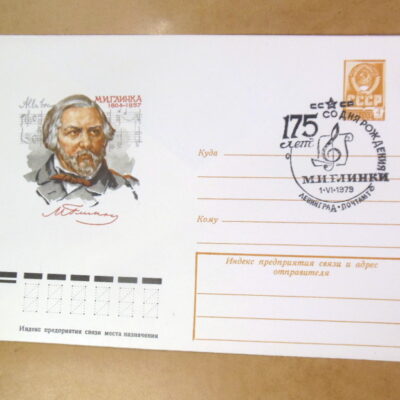 М.И.ГЛИНКА
1804-1857
СССР
4
175
лет
СО ДНЯ РОЖДЕНИЯ
М.И.ГЛИНКИ
1·VI·1979
ЛЕНИНГРАД · ПОЧТАМТ
Куда
Кому
Индекс предприятия связи и адрес
отправителя
Индекс предприятия связи места назначения